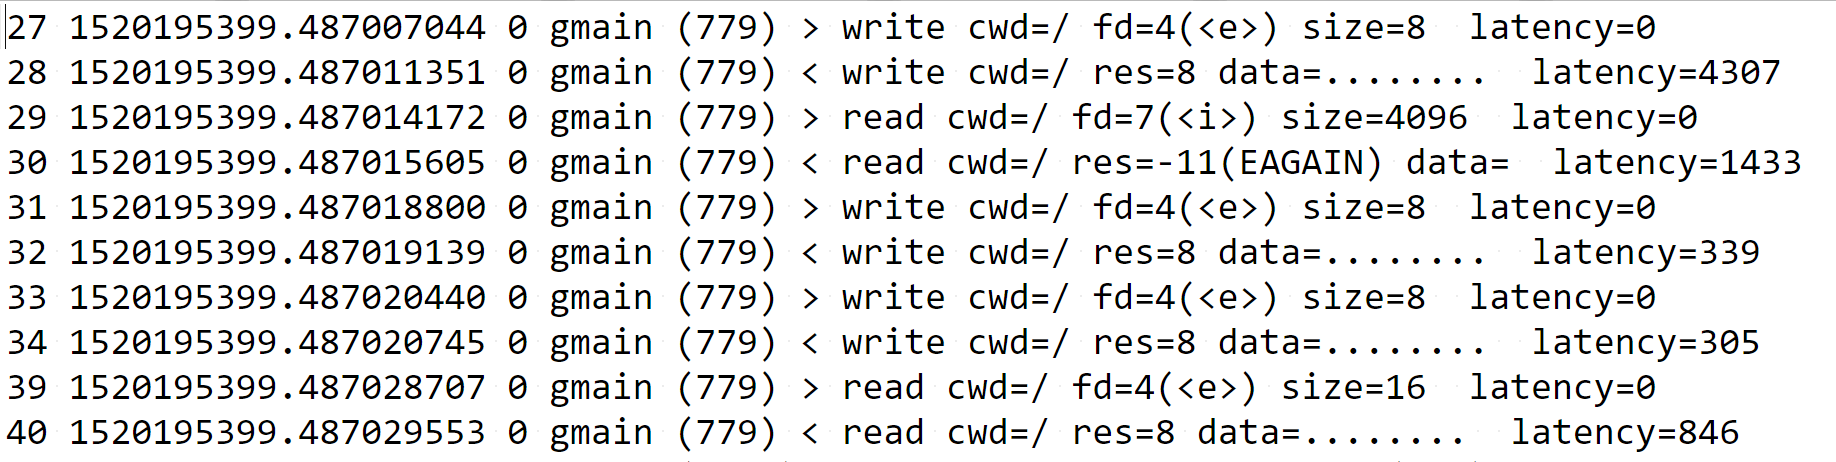 27 1520195399.487007044 0 gmain (779) > write cwd=/ fd=4(<e>) size=8  latency=0
28 1520195399.487011351 0 gmain (779) < write cwd=/ res=8 data=........  latency=4307
29 1520195399.487014172 0 gmain (779) > read cwd=/ fd=7(<i>) size=4096  latency=0
30 1520195399.487015605 0 gmain (779) < read cwd=/ res=-11(EAGAIN) data=  latency=1433
31 1520195399.487018800 0 gmain (779) > write cwd=/ fd=4(<e>) size=8  latency=0
32 1520195399.487019139 0 gmain (779) < write cwd=/ res=8 data=........  latency=339
33 1520195399.487020440 0 gmain (779) > write cwd=/ fd=4(<e>) size=8  latency=0
34 1520195399.487020745 0 gmain (779) < write cwd=/ res=8 data=........  latency=305
39 1520195399.487028707 0 gmain (779) > read cwd=/ fd=4(<e>) size=16  latency=0
40 1520195399.487029553 0 gmain (779) < read cwd=/ res=8 data=........  latency=846